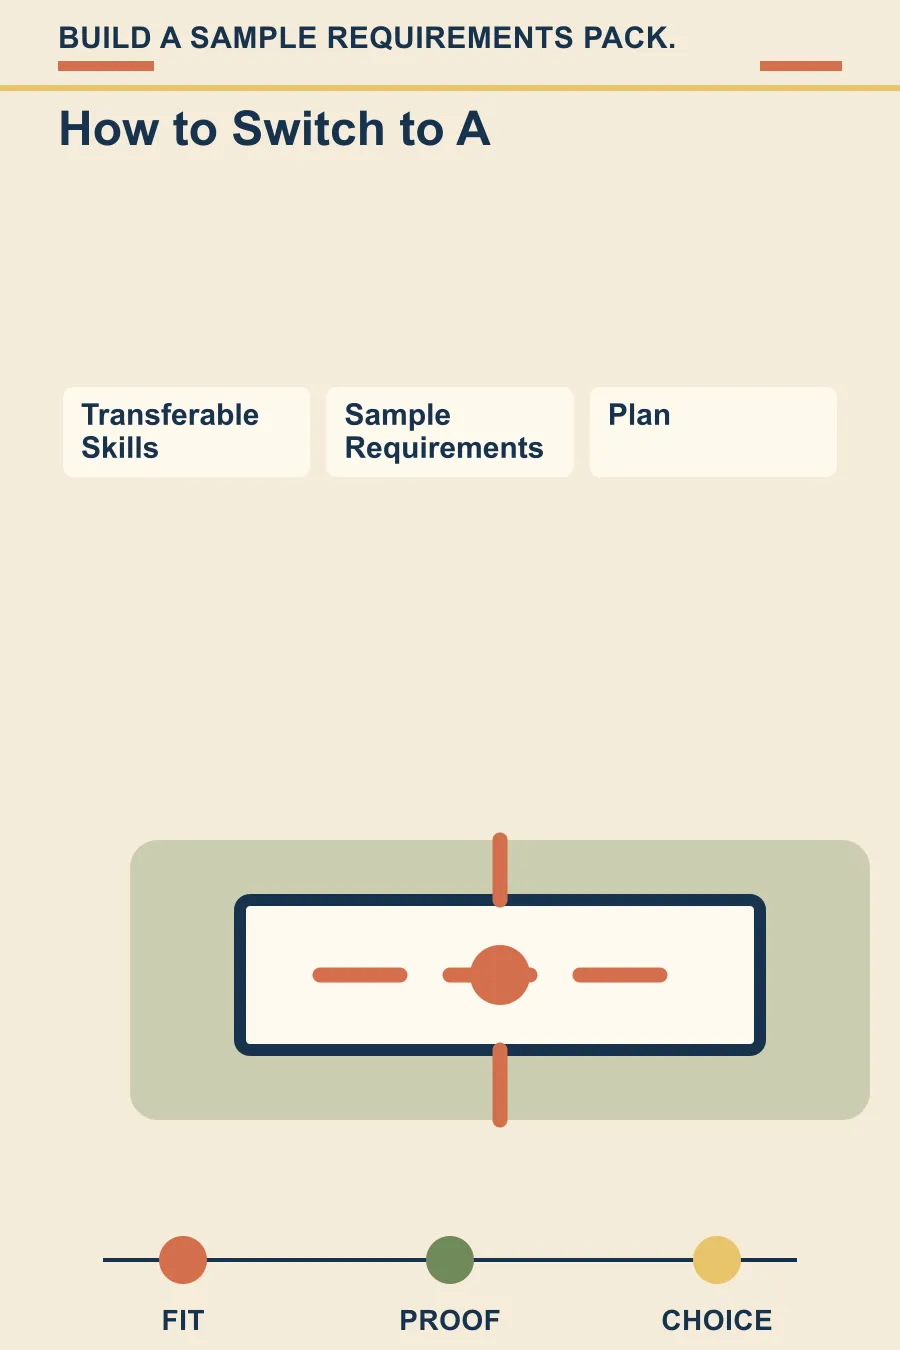 BUILD A SAMPLE REQUIREMENTS PACK.
How to Switch to A
Transferable
Skills
Sample
Requirements
Plan
FIT
PROOF
CHOICE